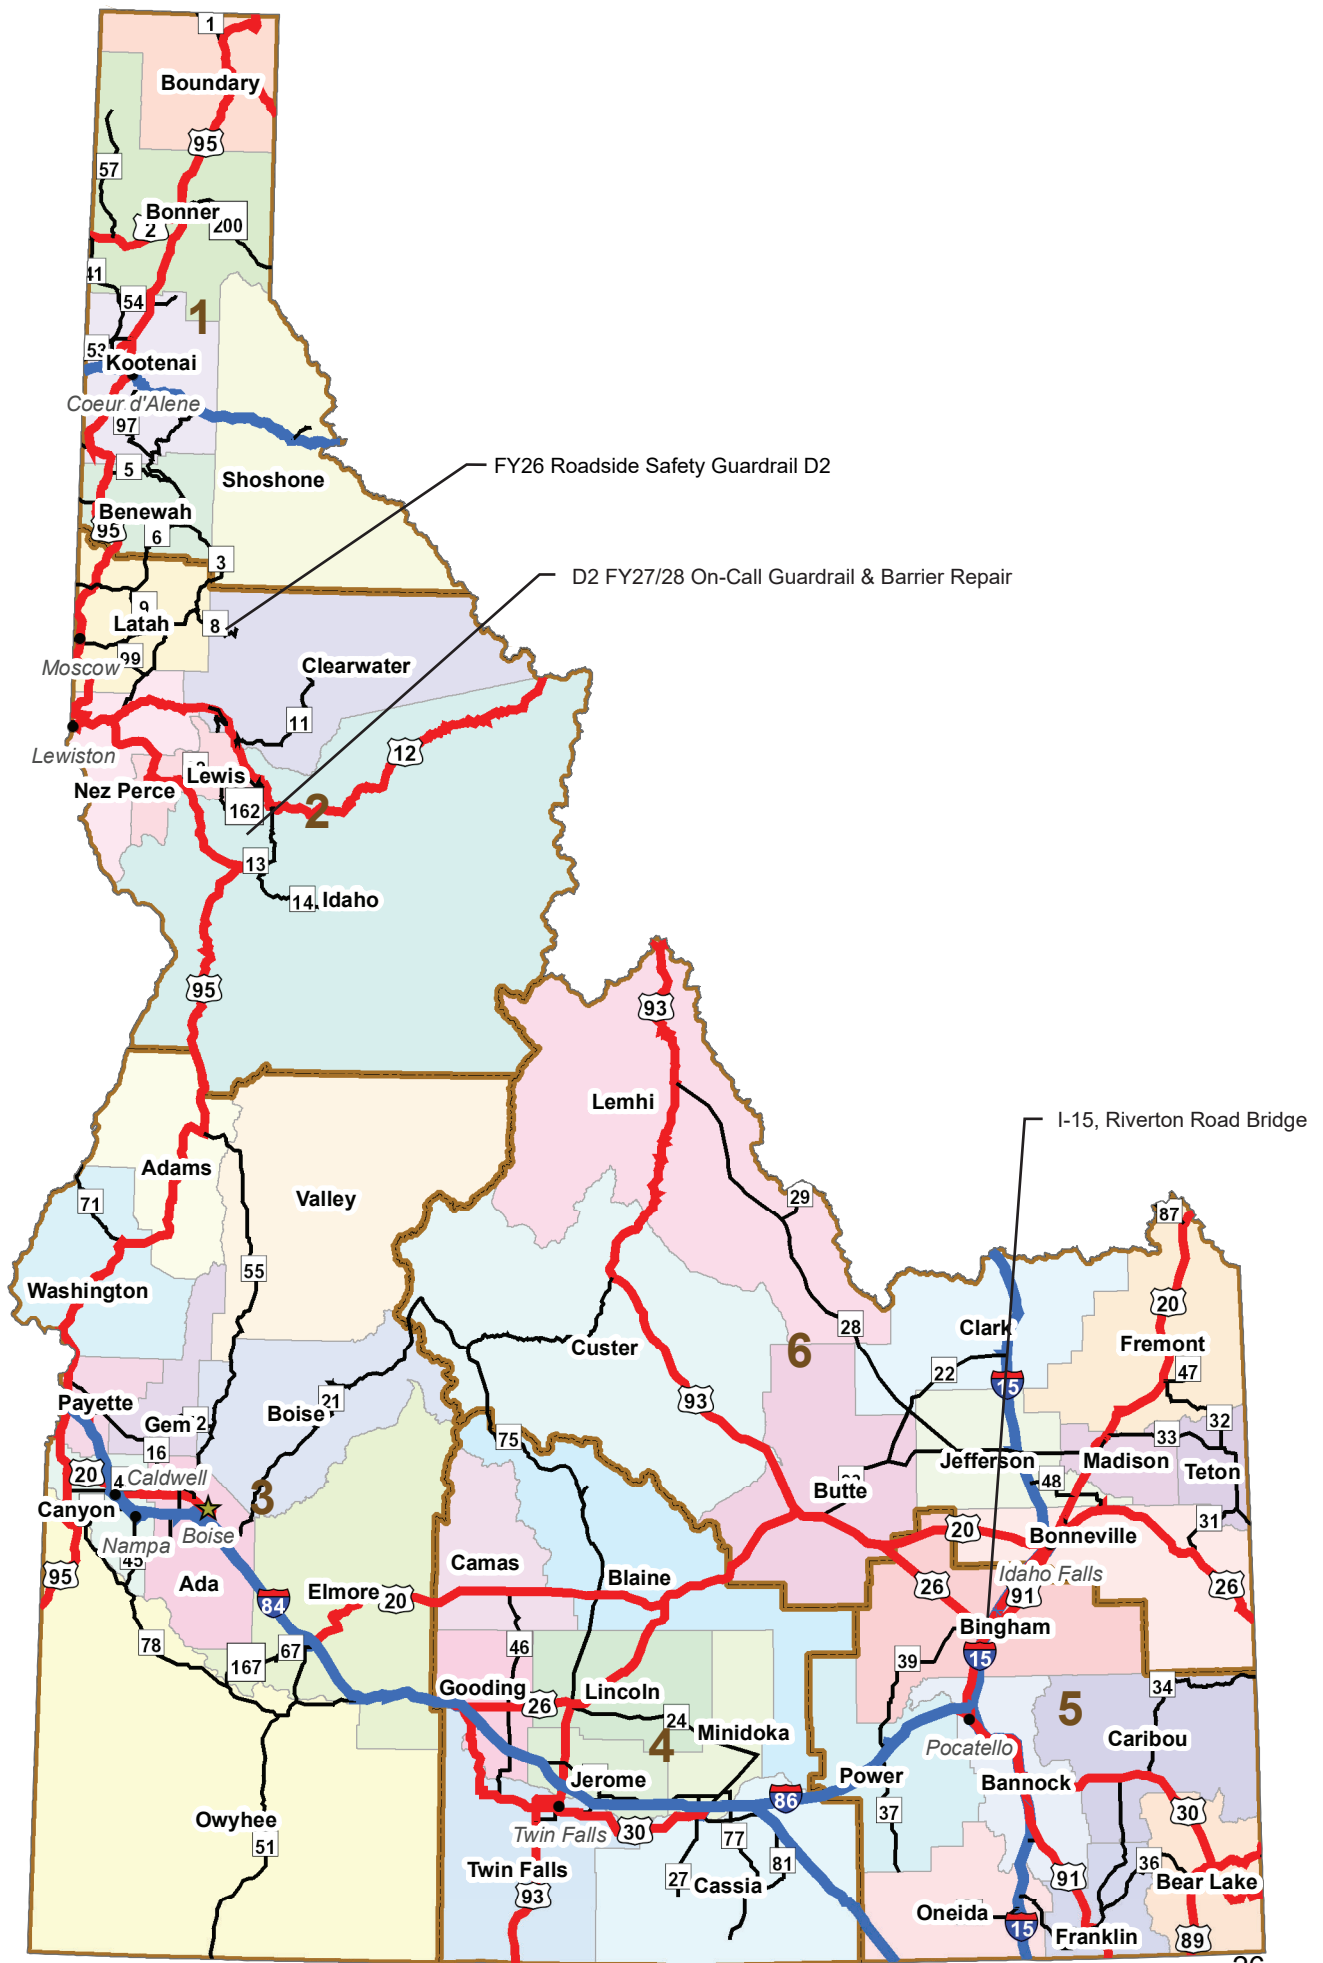 1
Boundary
95
57
Bonner
2
200
41
54
1
53
Kootenai
Coeur d'Alene
97
FY26 Roadside Safety Guardrail D2
5
Shoshone
Benewah
95
6
3
D2 FY27/28 On-Call Guardrail & Barrier Repair
9
Latah
8
Moscow
99
Clearwater
11
12
Lewiston
Lewis
Nez Perce
162
2
13
14
Idaho
95
93
Lemhi
I-15, Riverton Road Bridge
Adams
71
Valley
29
87
55
Washington
20
28
Clark
Fremont
Custer
6
22
15
47
93
Payette
21
Boise
Gem
32
75
16
33
Jefferson
Madison
Teton
20
4
Caldwell
48
Butte
3
Canyon
31
20
Bonneville
Boise
Nampa
45
Camas
95
Ada
Elmore
20
Blaine
Idaho Falls
26
91
26
84
Bingham
78
67
46
15
167
39
34
Gooding
26
Lincoln
24
5
Minidoka
4
Caribou
Pocatello
Power
Jerome
Bannock
86
30
37
Owyhee
51
Twin Falls
30
77
81
36
Twin Falls
27
Cassia
91
Bear Lake
93
Oneida
15
Franklin
89